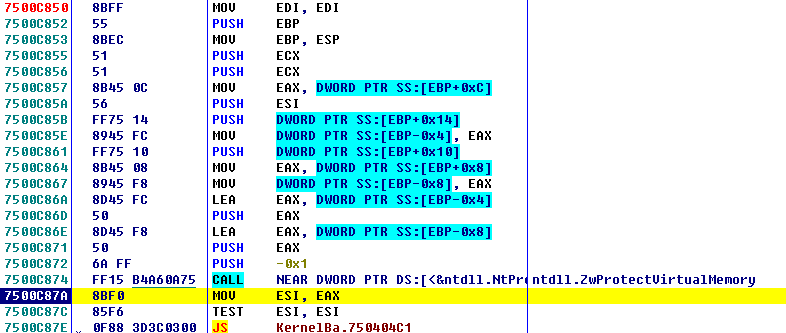 7500C850 8BFF MOV EDI, EDI
7500C852 55 PUSH EBP
7500C853 8BEC MOV EBP, ESP
7500C855 51 PUSH ECX
7500C856 51 PUSH ECX
7500C857 8B45 0C MOV EAX, DWORD PTR SS:[EBP+0xC]
7500C85A 56 PUSH ESI
7500C85B FF75 14 PUSH DWORD PTR SS:[EBP+0x14]
7500C85E 8945 FC MOV DWORD PTR SS:[EBP-0x4], EAX
7500C861 FF75 10 PUSH DWORD PTR SS:[EBP+0x10]
7500C864 8B45 08 MOV EAX, DWORD PTR SS:[EBP+0x8]
7500C867 8945 F8 MOV DWORD PTR SS:[EBP-0x8], EAX
7500C86A 8D45 FC LEA EAX, DWORD PTR SS:[EBP-0x4]
7500C86D 50 PUSH EAX
7500C86E 8D45 F8 LEA EAX, DWORD PTR SS:[EBP-0x8]
7500C871 50 PUSH EAX
7500C872 6A FF PUSH -0x1
7500C874 FF15 B4A60A75 CALL NEAR DWORD PTR DS:[<&ntdll.NtProntdll.ZwProtectVirtualMemory
7500C87A 8BF0 MOV ESI, EAX
7500C87C 85F6 TEST ESI, ESI
7500C87E 0F88 3D3C0300 JS KernelBa.750404C1